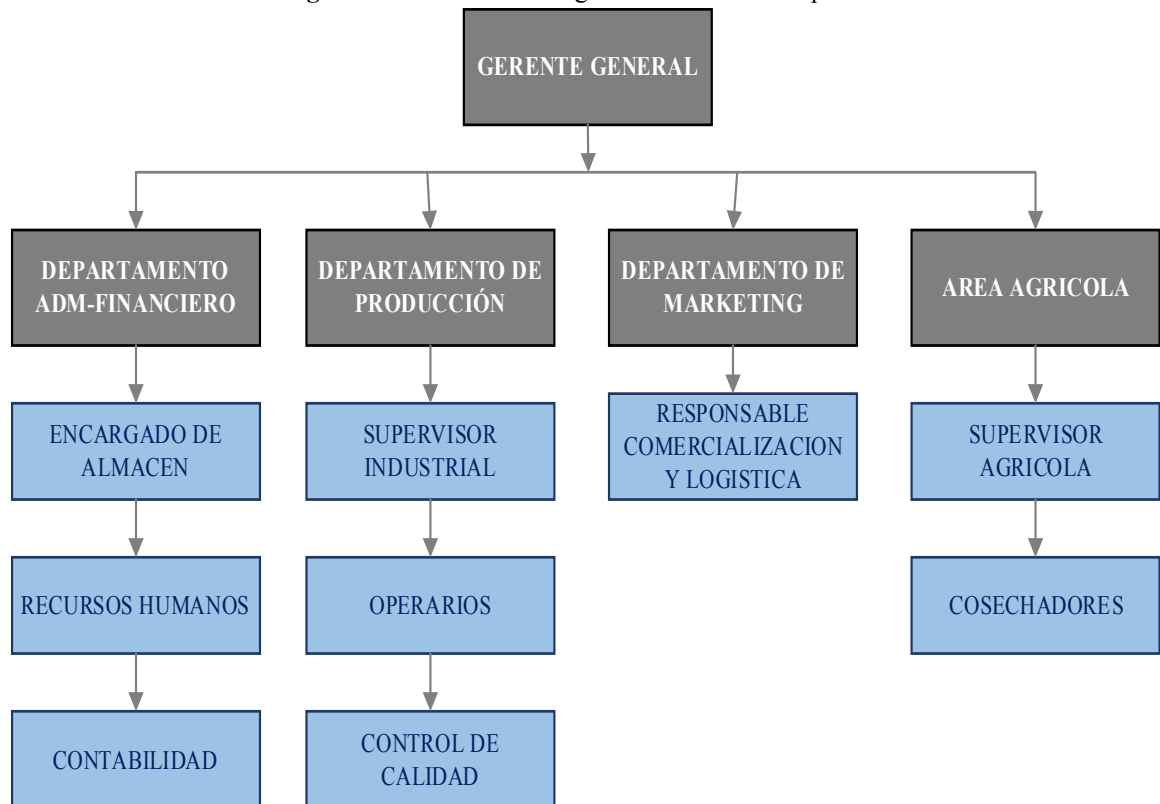 GERENTE GENERAL
DEPARTAMENTO
ADM-FINANCIERO
DEPARTAMENTO DE
PRODUCCIÓN
DEPARTAMENTO DE
MARKETING
AREA AGRICOLA
ENCARGADO DE
ALMACEN
SUPERVISOR
INDUSTRIAL
RESPONSABLE
COMERCIALIZACION
Y LOGISTICA
SUPERVISOR
AGRICOLA
RECURSOS HUMANOS
OPERARIOS
COSECHADORES
CONTABILIDAD
CONTROL DE
CALIDAD